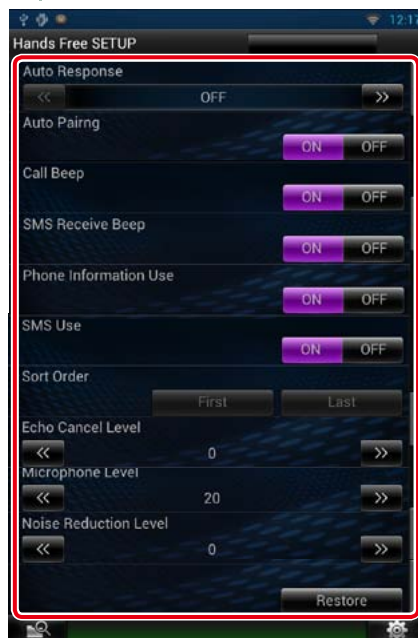 12:17
Hands Free SETUP
Auto Response
<< OFF >>
Auto Pairng
ON OFF
Call Beep
ON OFF
SMS Receive Beep
ON OFF
Phone Information Use
ON OFF
SMS Use
ON OFF
Sort Order
First Last
Echo Cancel Level
<< 0 >>
Microphone Level
<< 20 >>
Noise Reduction Level
<< 0 >>
Restore